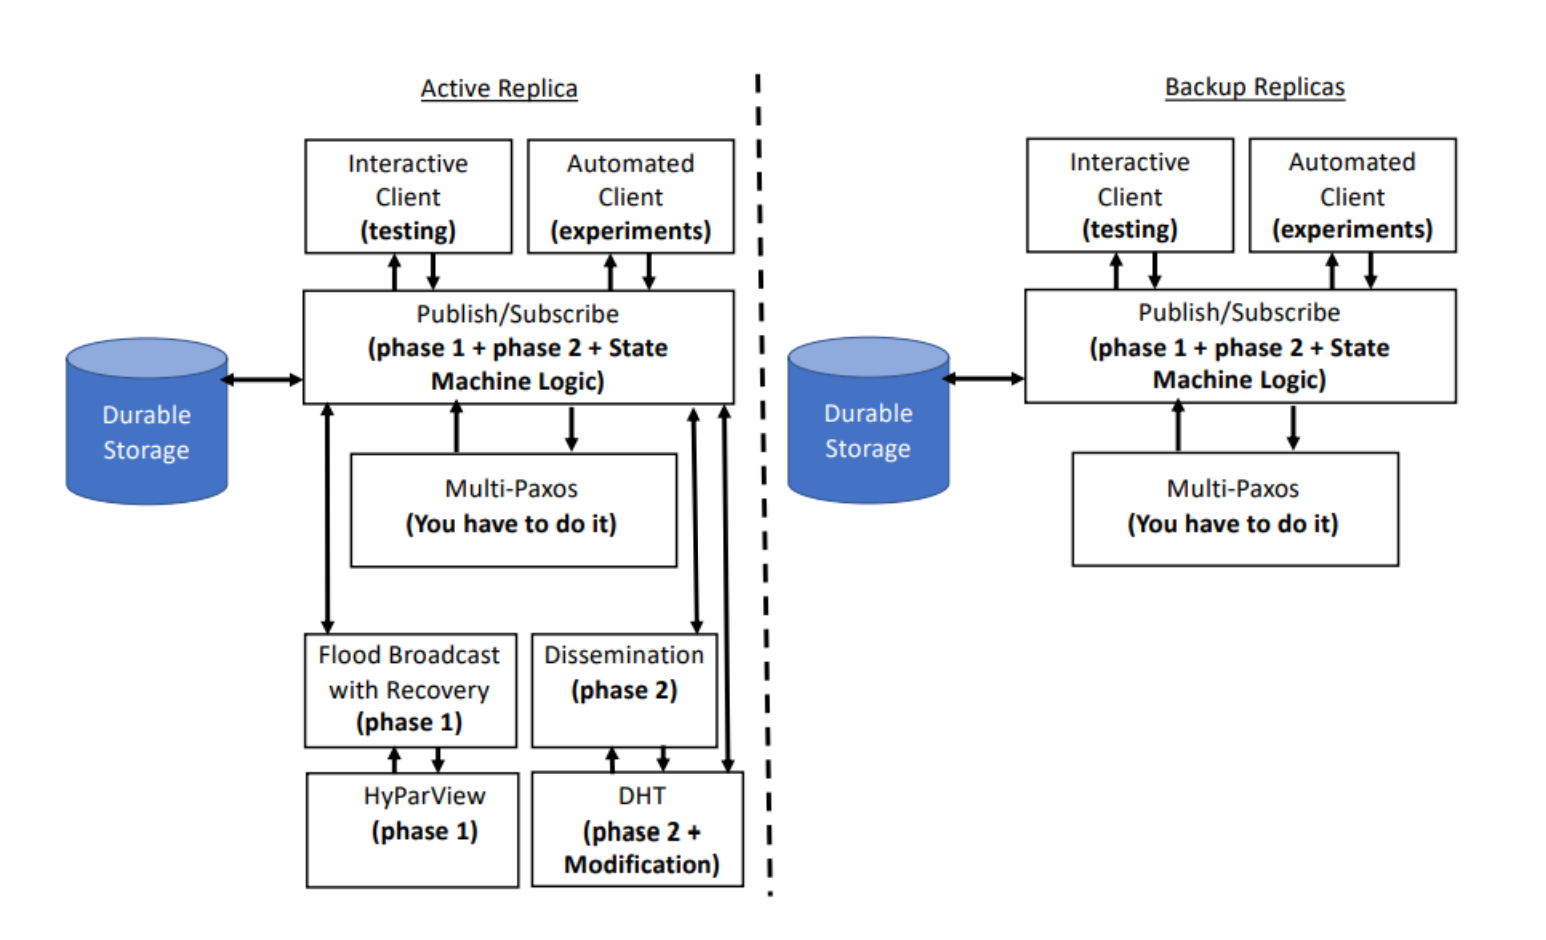 Active Replica
Interactive
Client
(testing)
Automated
Client
(experiments)
Publish/Subscribe
(phase 1 + phase 2 + State
Machine Logic)
Durable
Storage
Multi-Paxos
(You have to do it)
Flood Broadcast
with Recovery
(phase 1)
Dissemination
(phase 2)
HyParView
(phase 1)
DHT
(phase 2 +
Modification)
Backup Replicas
Interactive
Client
(testing)
Automated
Client
(experiments)
Publish/Subscribe
(phase 1 + phase 2 + State
Machine Logic)
Durable
Storage
Multi-Paxos
(You have to do it)